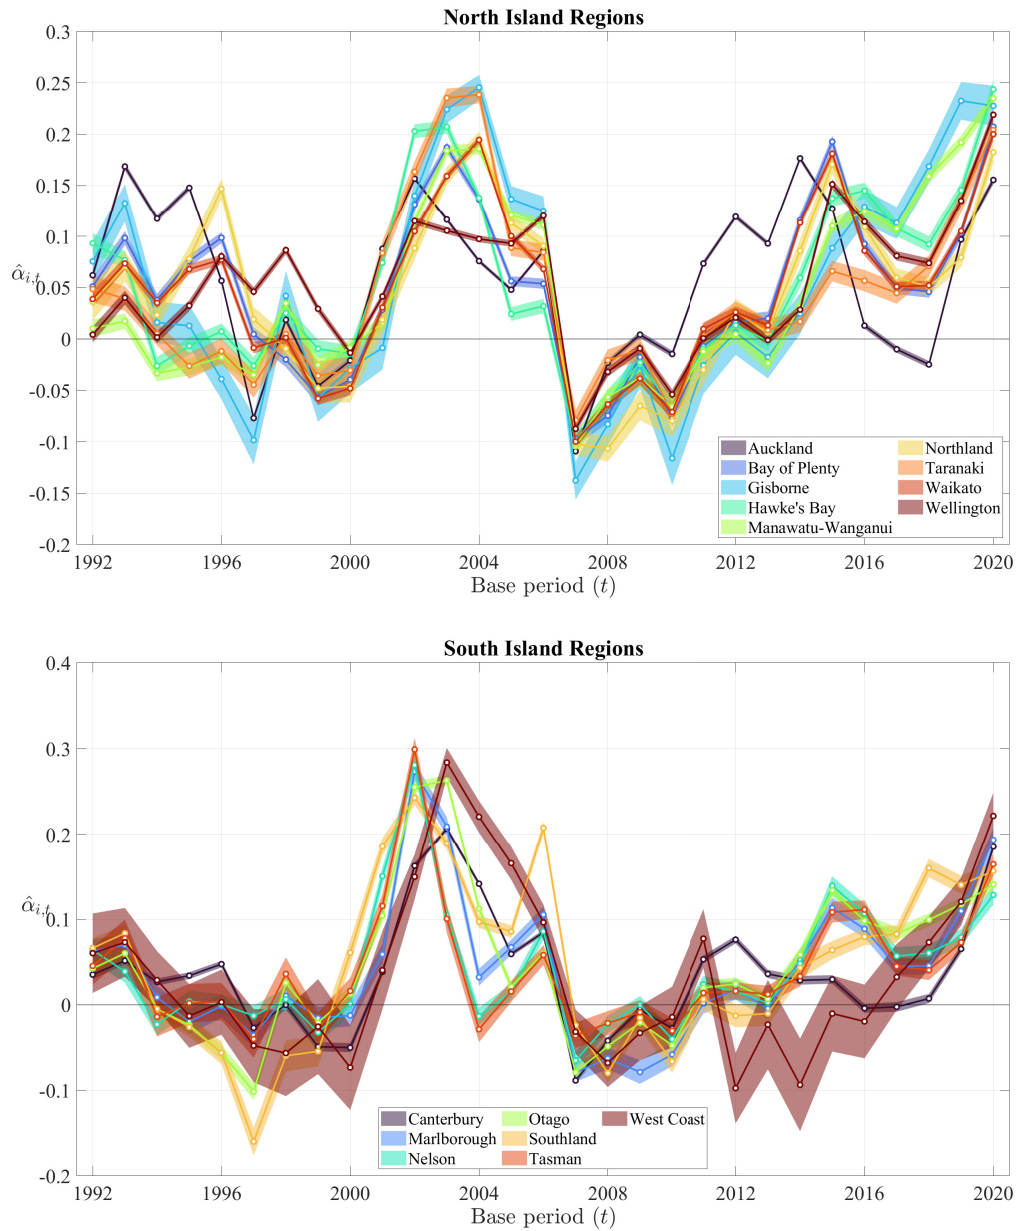 North Island Regions
0.3
0.25
0.2
0.15
0.1
α̂i,t
0.05
0
-0.05
-0.1
-0.15
-0.2
Auckland
Bay of Plenty
Gisborne
Hawke's Bay
Manawatu-Wanganui
Northland
Taranaki
Waikato
Wellington
1992 1996 2000 2004 2008 2012 2016 2020
Base period (t)
South Island Regions
0.4
0.3
0.2
0.1
α̂i,t
0
-0.1
-0.2
Canterbury
Marlborough
Nelson
Otago
Southland
Tasman
West Coast
1992 1996 2000 2004 2008 2012 2016 2020
Base period (t)